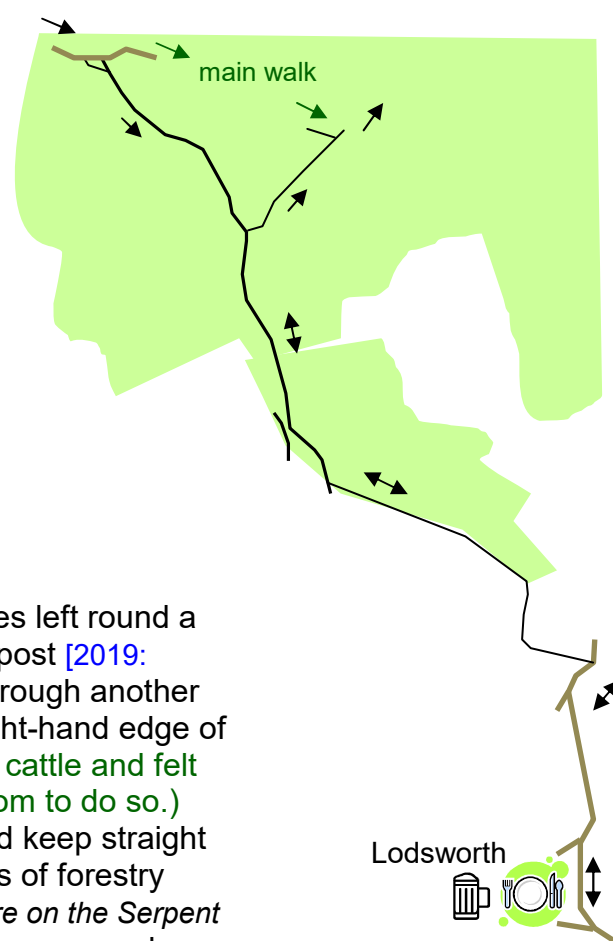 main walk
es left round a
post [2019:
rough another
ght-hand edge of
cattle and felt
om to do so.)
d keep straight
s of forestry
re on the Serpent
Lodsworth